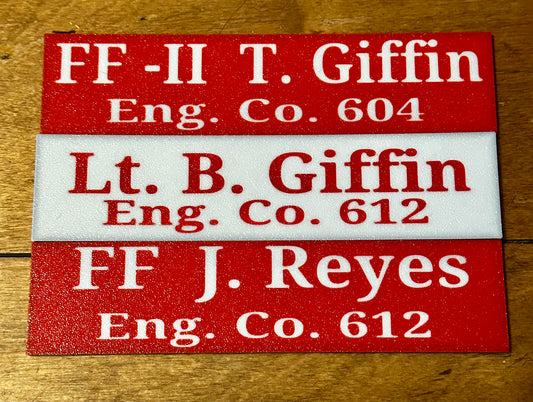 FF -II T. Giffin
Eng. Co. 604
Lt. B. Giffin
Eng. Co. 612
FF J. Reyes
Eng. Co. 612